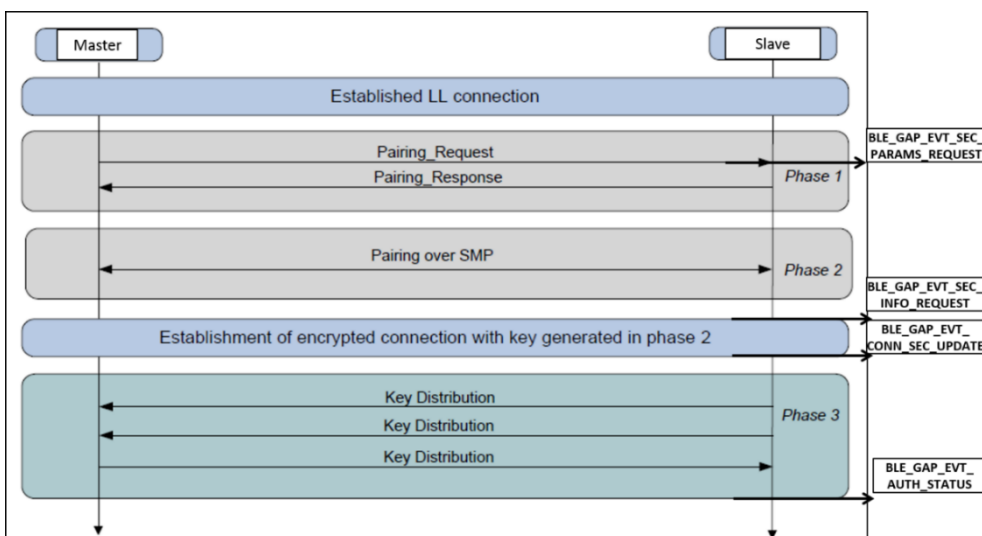 Master
Slave
Established LL connection
BLE_GAP_EVT_SEC_
PARAMS_REQUEST
Pairing_Request
Pairing_Response
Phase 1
Pairing over SMP
Phase 2
BLE_GAP_EVT_SEC_
INFO_REQUEST
Establishment of encrypted connection with key generated in phase 2
BLE_GAP_EVT_
CONN_SEC_UPDATE
Key Distribution
Phase 3
Key Distribution
Key Distribution
BLE_GAP_EVT_
AUTH_STATUS